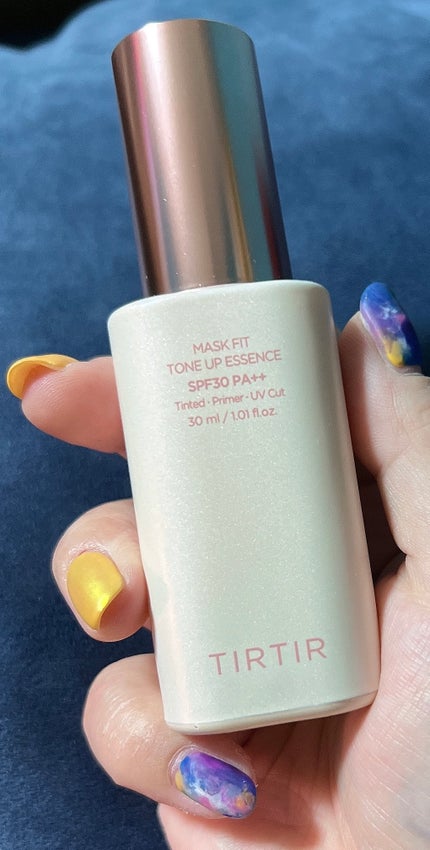 MASK FIT
TONE UP ESSENCE
SPF30 PA++
Tinted · Primer · UV Cut
30 ml / 1.01 fl.oz.
TIRTIR